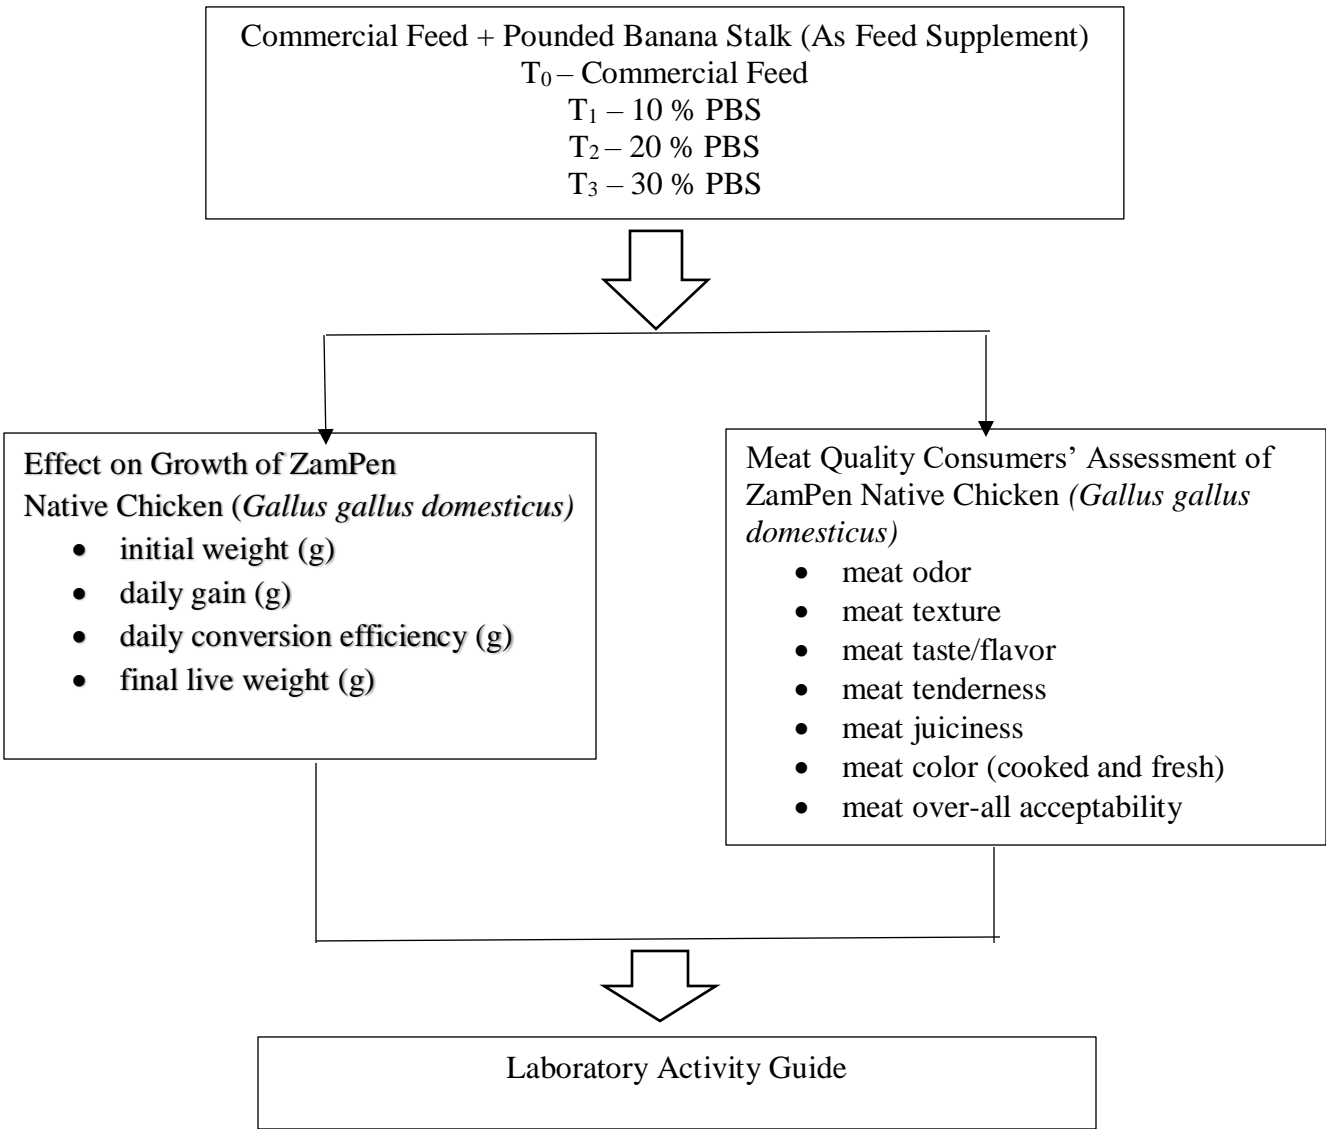 Commercial Feed + Pounded Banana Stalk (As Feed Supplement)
T₀ – Commercial Feed
T₁ – 10 % PBS
T₂ – 20 % PBS
T₃ – 30 % PBS
Effect on Growth of ZamPen
Native Chicken (Gallus gallus domesticus)
• initial weight (g)
• daily gain (g)
• daily conversion efficiency (g)
• final live weight (g)
Meat Quality Consumers’ Assessment of
ZamPen Native Chicken (Gallus gallus
domesticus)
• meat odor
• meat texture
• meat taste/flavor
• meat tenderness
• meat juiciness
• meat color (cooked and fresh)
• meat over-all acceptability
Laboratory Activity Guide